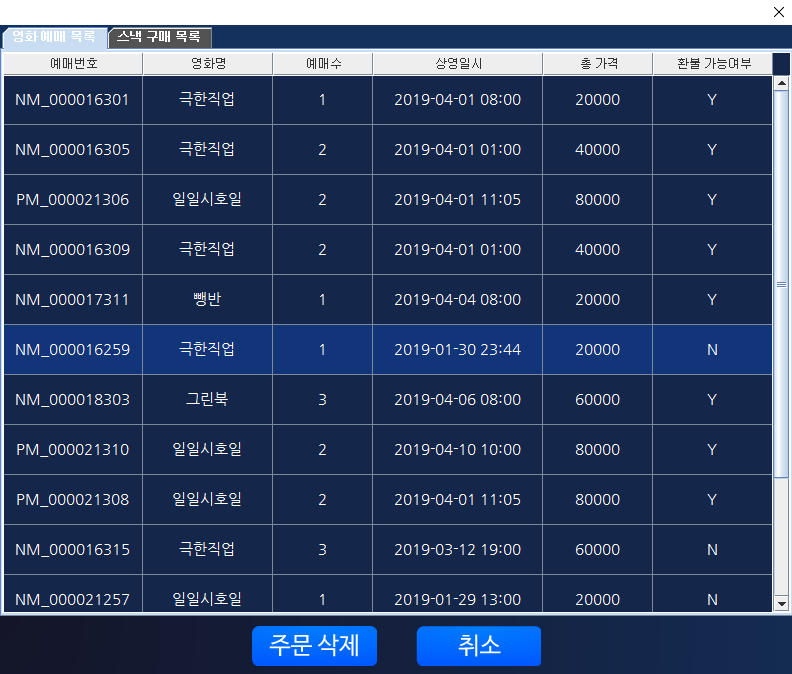 영화 예매 목록 스낵 구매 목록
예매번호 영화명 예매수 상영일시 총 가격 환불 가능여부
NM_000016301 극한직업 1 2019-04-01 08:00 20000 Y
NM_000016305 극한직업 2 2019-04-01 01:00 40000 Y
PM_000021306 일일시호일 2 2019-04-01 11:05 80000 Y
NM_000016309 극한직업 2 2019-04-01 01:00 40000 Y
NM_000017311 뺑반 1 2019-04-04 08:00 20000 Y
NM_000016259 극한직업 1 2019-01-30 23:44 20000 N
NM_000018303 그린북 3 2019-04-06 08:00 60000 Y
PM_000021310 일일시호일 2 2019-04-10 10:00 80000 Y
PM_000021308 일일시호일 2 2019-04-01 11:05 80000 Y
NM_000016315 극한직업 3 2019-03-12 19:00 60000 N
NM_000021257 일일시호일 1 2019-01-29 13:00 20000 N
주문 삭제 취소